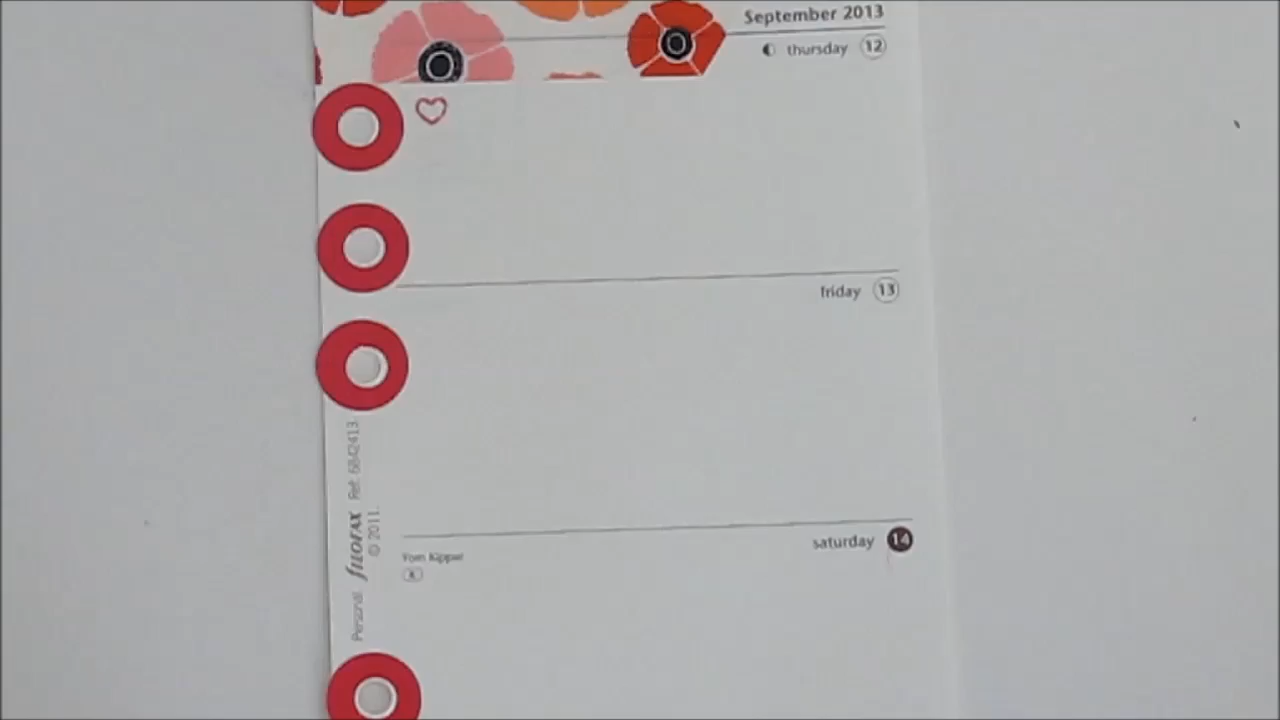 September 2013
thursday 12
friday 13
saturday 14
Yom Kippur
K
Personal filofax Ref. 6842413
© 2011.